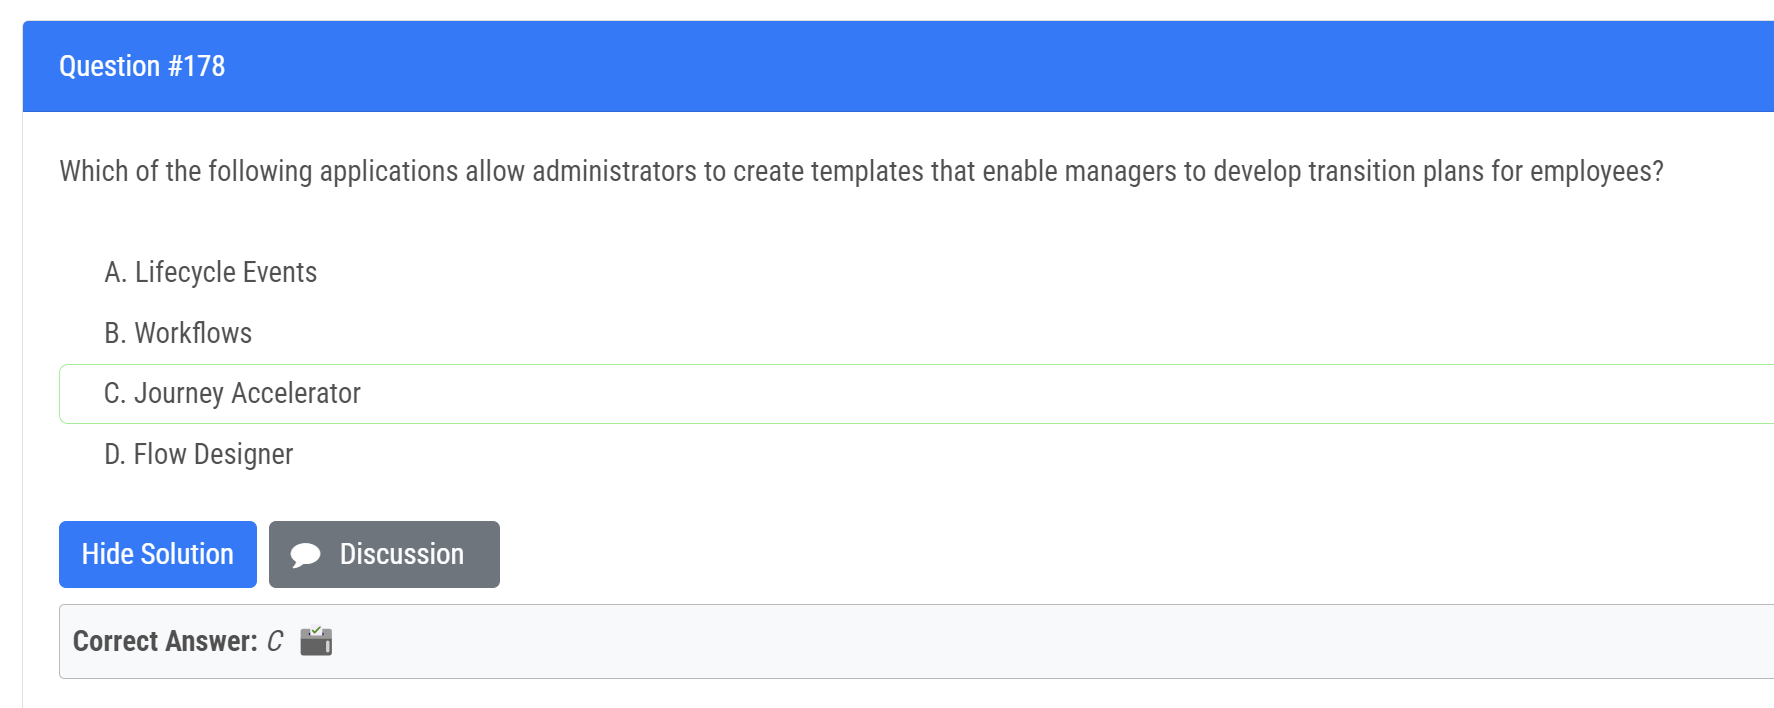 Question #178
Which of the following applications allow administrators to create templates that enable managers to develop transition plans for employees?
A. Lifecycle Events
B. Workflows
C. Journey Accelerator
D. Flow Designer
Hide Solution
Discussion
Correct Answer: C